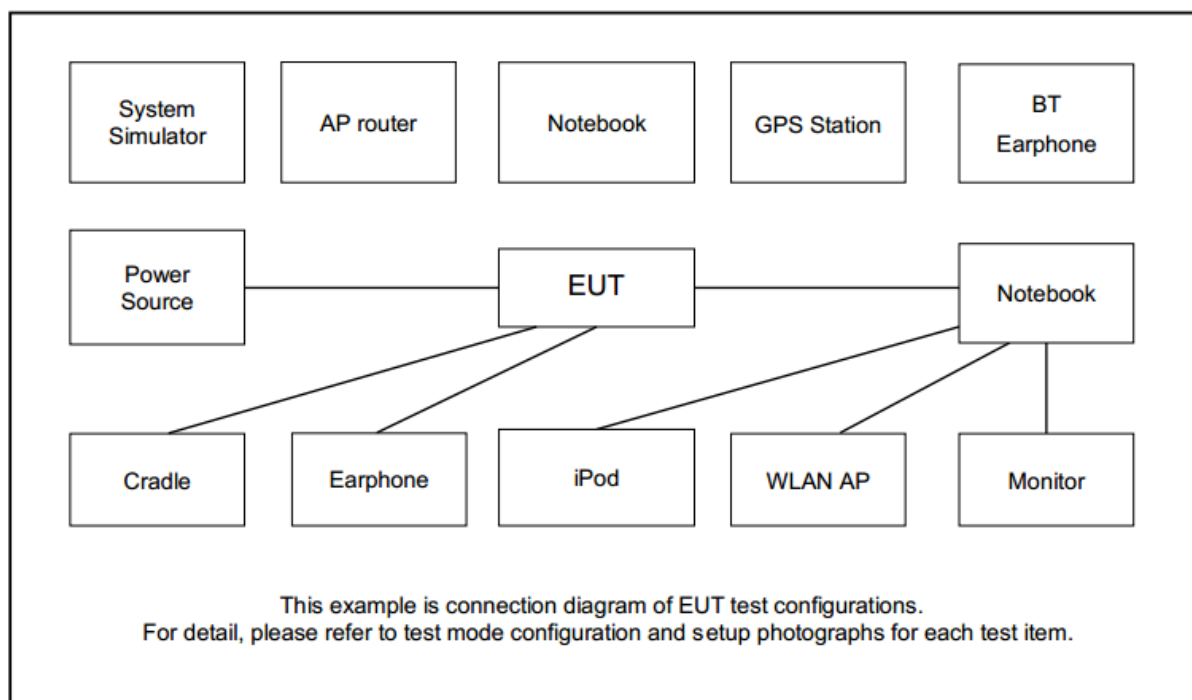 System
Simulator
AP router
Notebook
GPS Station
BT
Earphone
Power
Source
EUT
Notebook
Cradle
Earphone
iPod
WLAN AP
Monitor
This example is connection diagram of EUT test configurations.
For detail, please refer to test mode configuration and setup photographs for each test item.